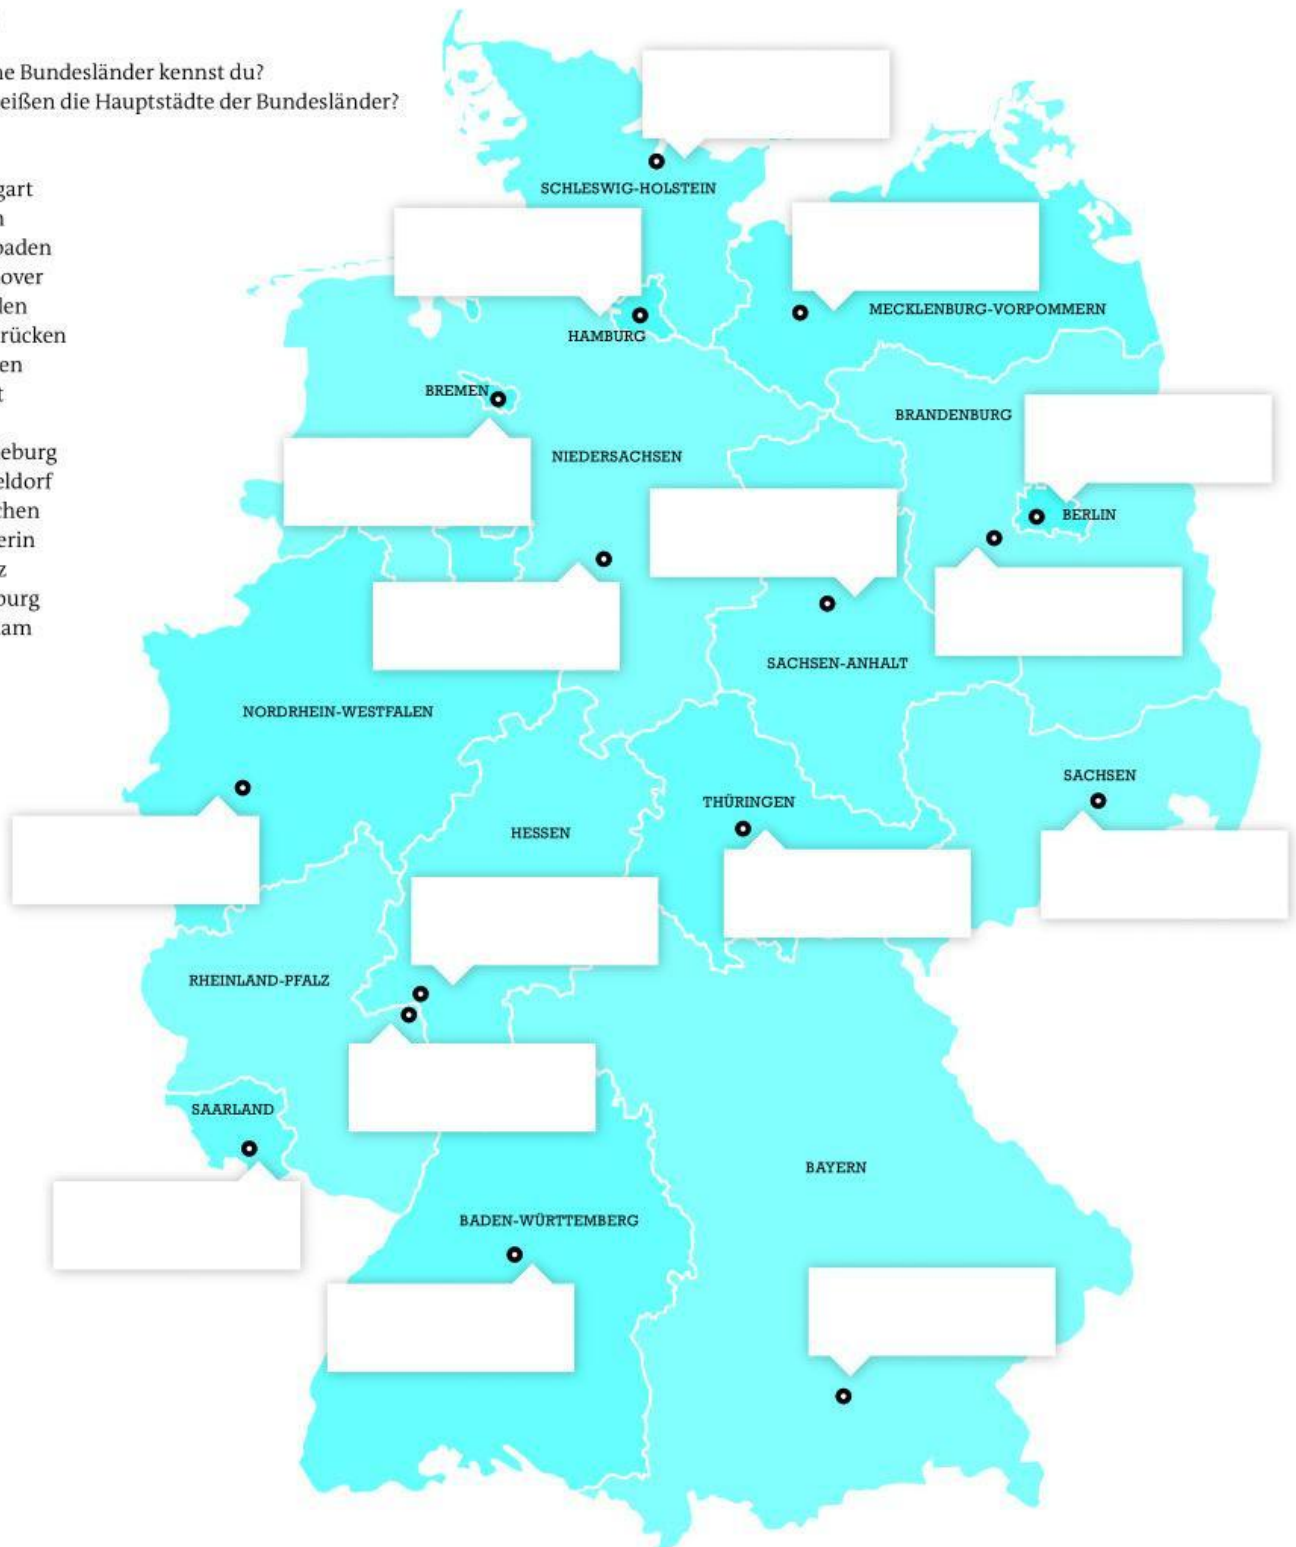 ne Bundesländer kennst du?
eißen die Hauptstädte der Bundesländer?
gart
n
baden
over
den
rücken
en
t
eburg
eldorf
chen
erin
z
burg
am
SCHLESWIG-HOLSTEIN
MECKLENBURG-VORPOMMERN
HAMBURG
BREMEN
BRANDENBURG
NIEDERSACHSEN
BERLIN
SACHSEN-ANHALT
NORDRHEIN-WESTFALEN
SACHSEN
THÜRINGEN
HESSEN
RHEINLAND-PFALZ
SAARLAND
BAYERN
BADEN-WÜRTTEMBERG